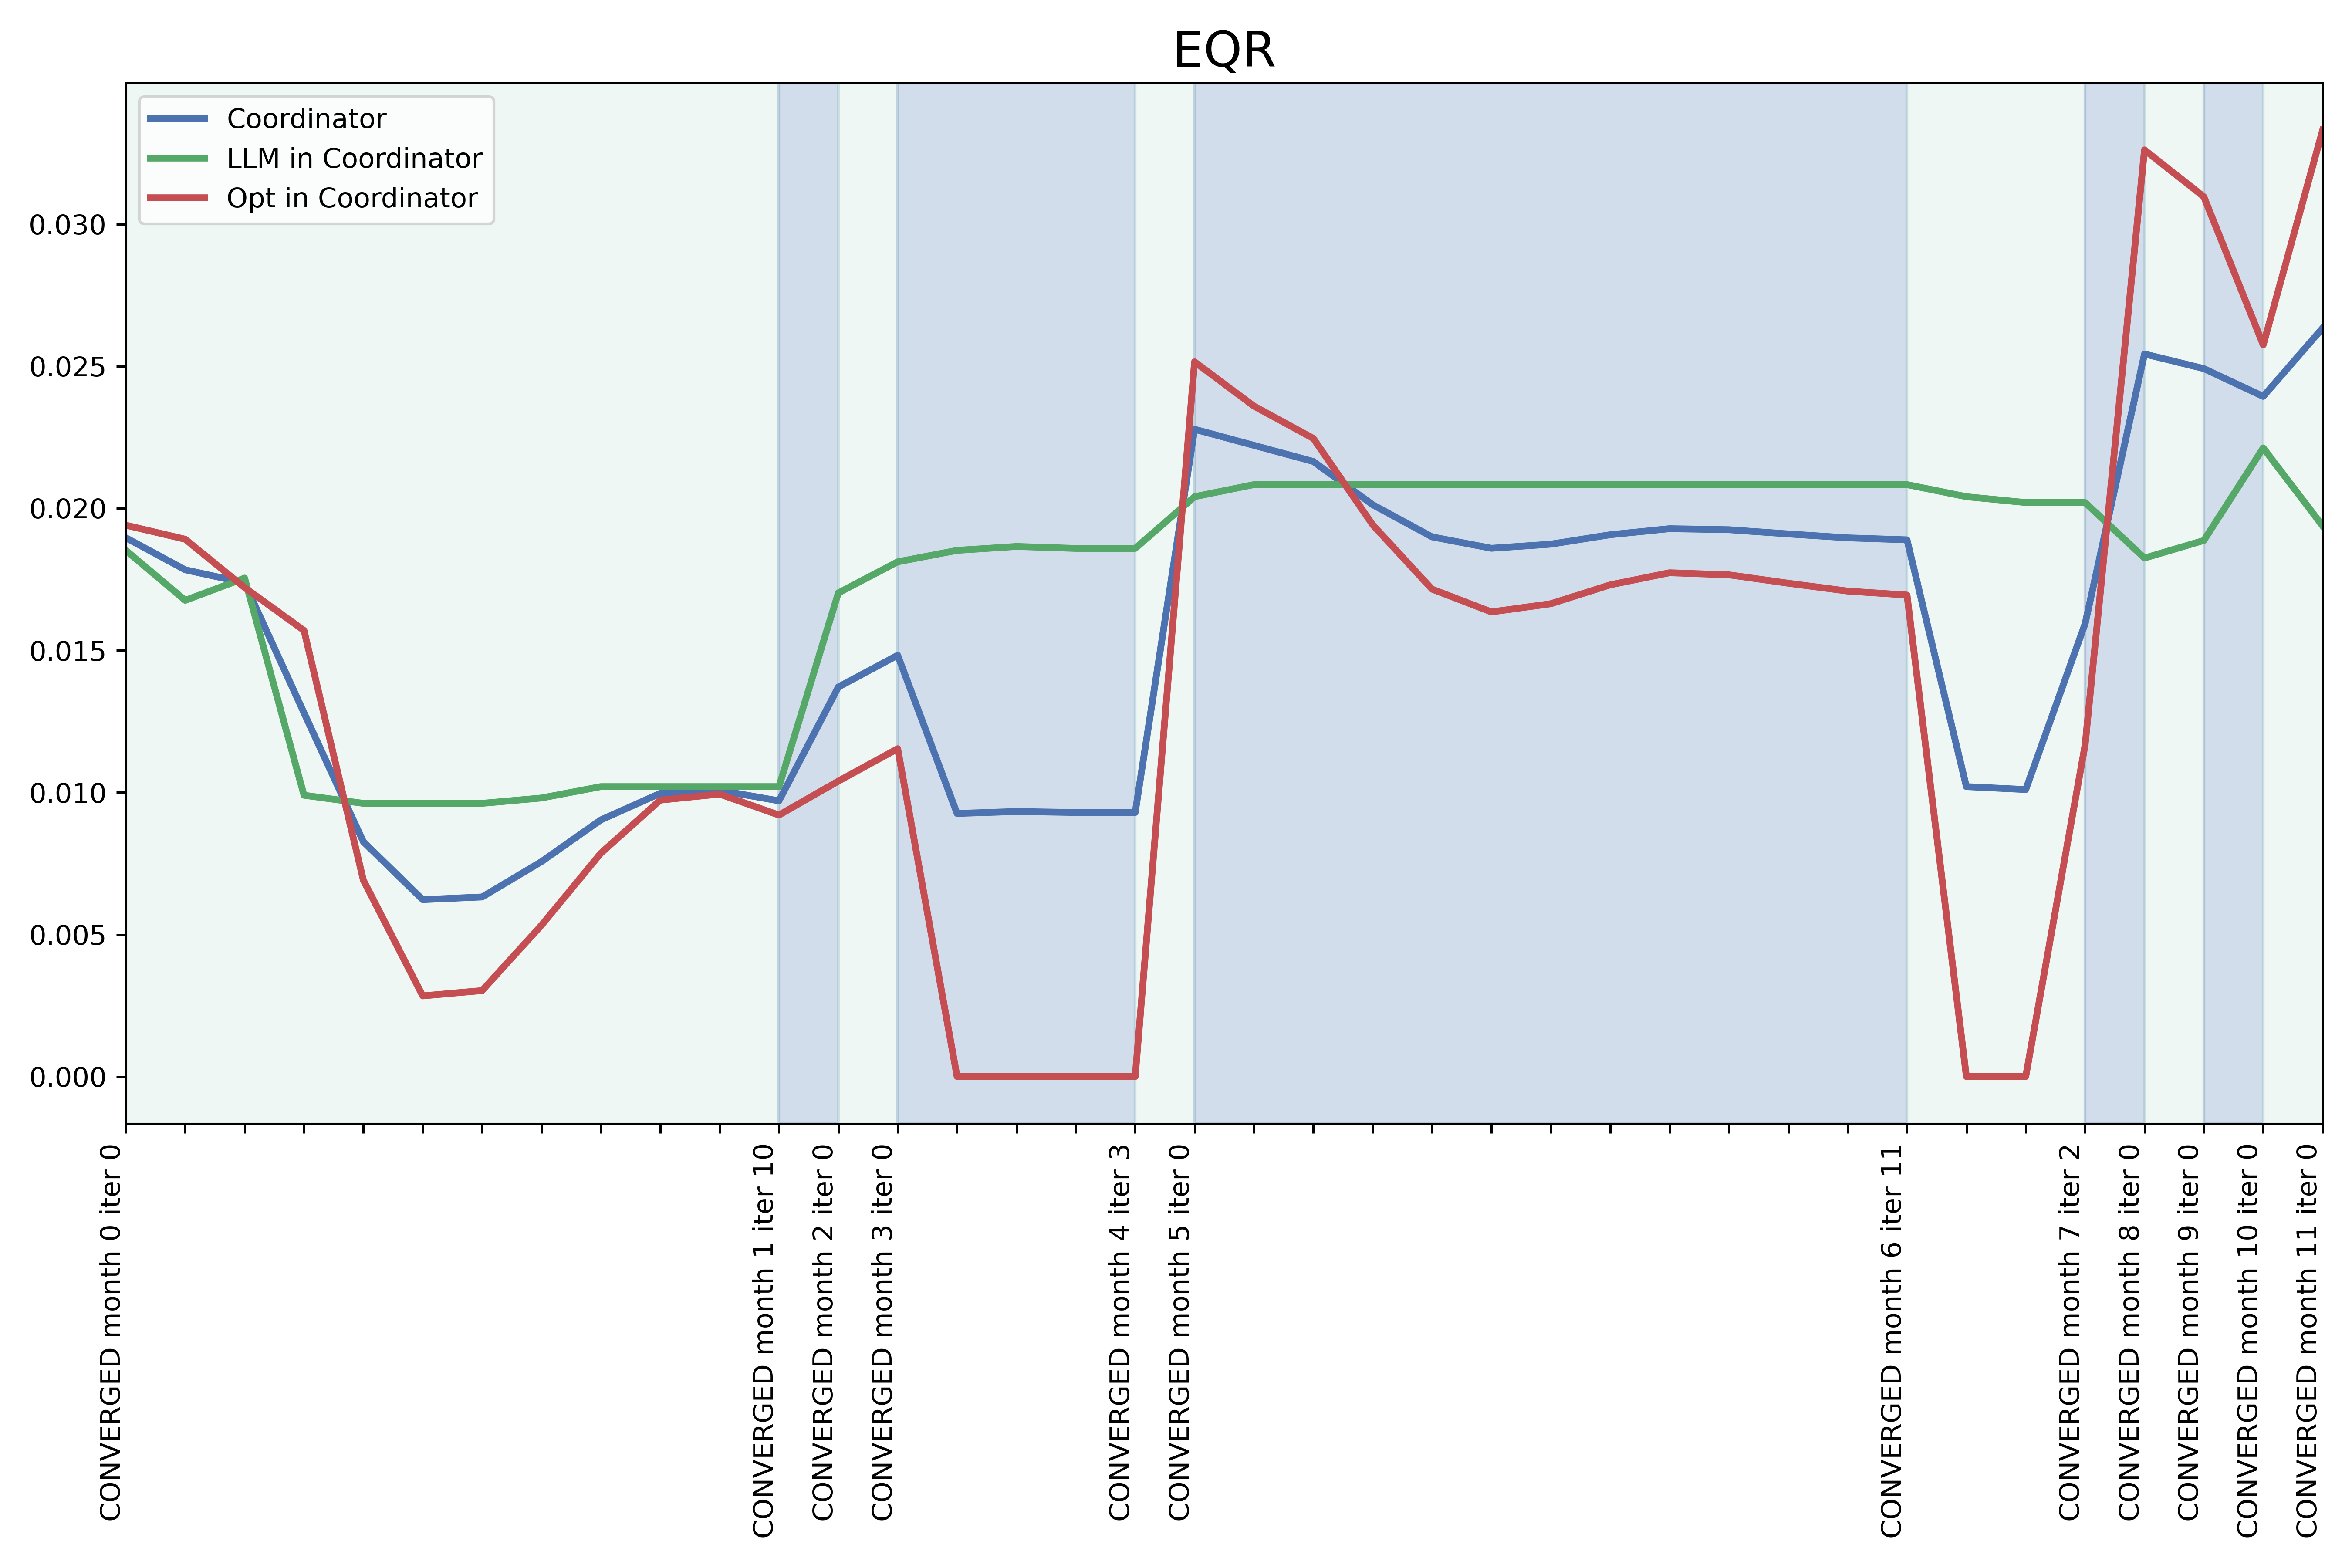 EQR
Coordinator
LLM in Coordinator
Opt in Coordinator
0.030
0.025
0.020
0.015
0.010
0.005
0.000
CONVERGED month 0 iter 0
CONVERGED month 1 iter 10
CONVERGED month 2 iter 0
CONVERGED month 3 iter 0
CONVERGED month 4 iter 3
CONVERGED month 5 iter 0
CONVERGED month 6 iter 11
CONVERGED month 7 iter 2
CONVERGED month 8 iter 0
CONVERGED month 9 iter 0
CONVERGED month 10 iter 0
CONVERGED month 11 iter 0